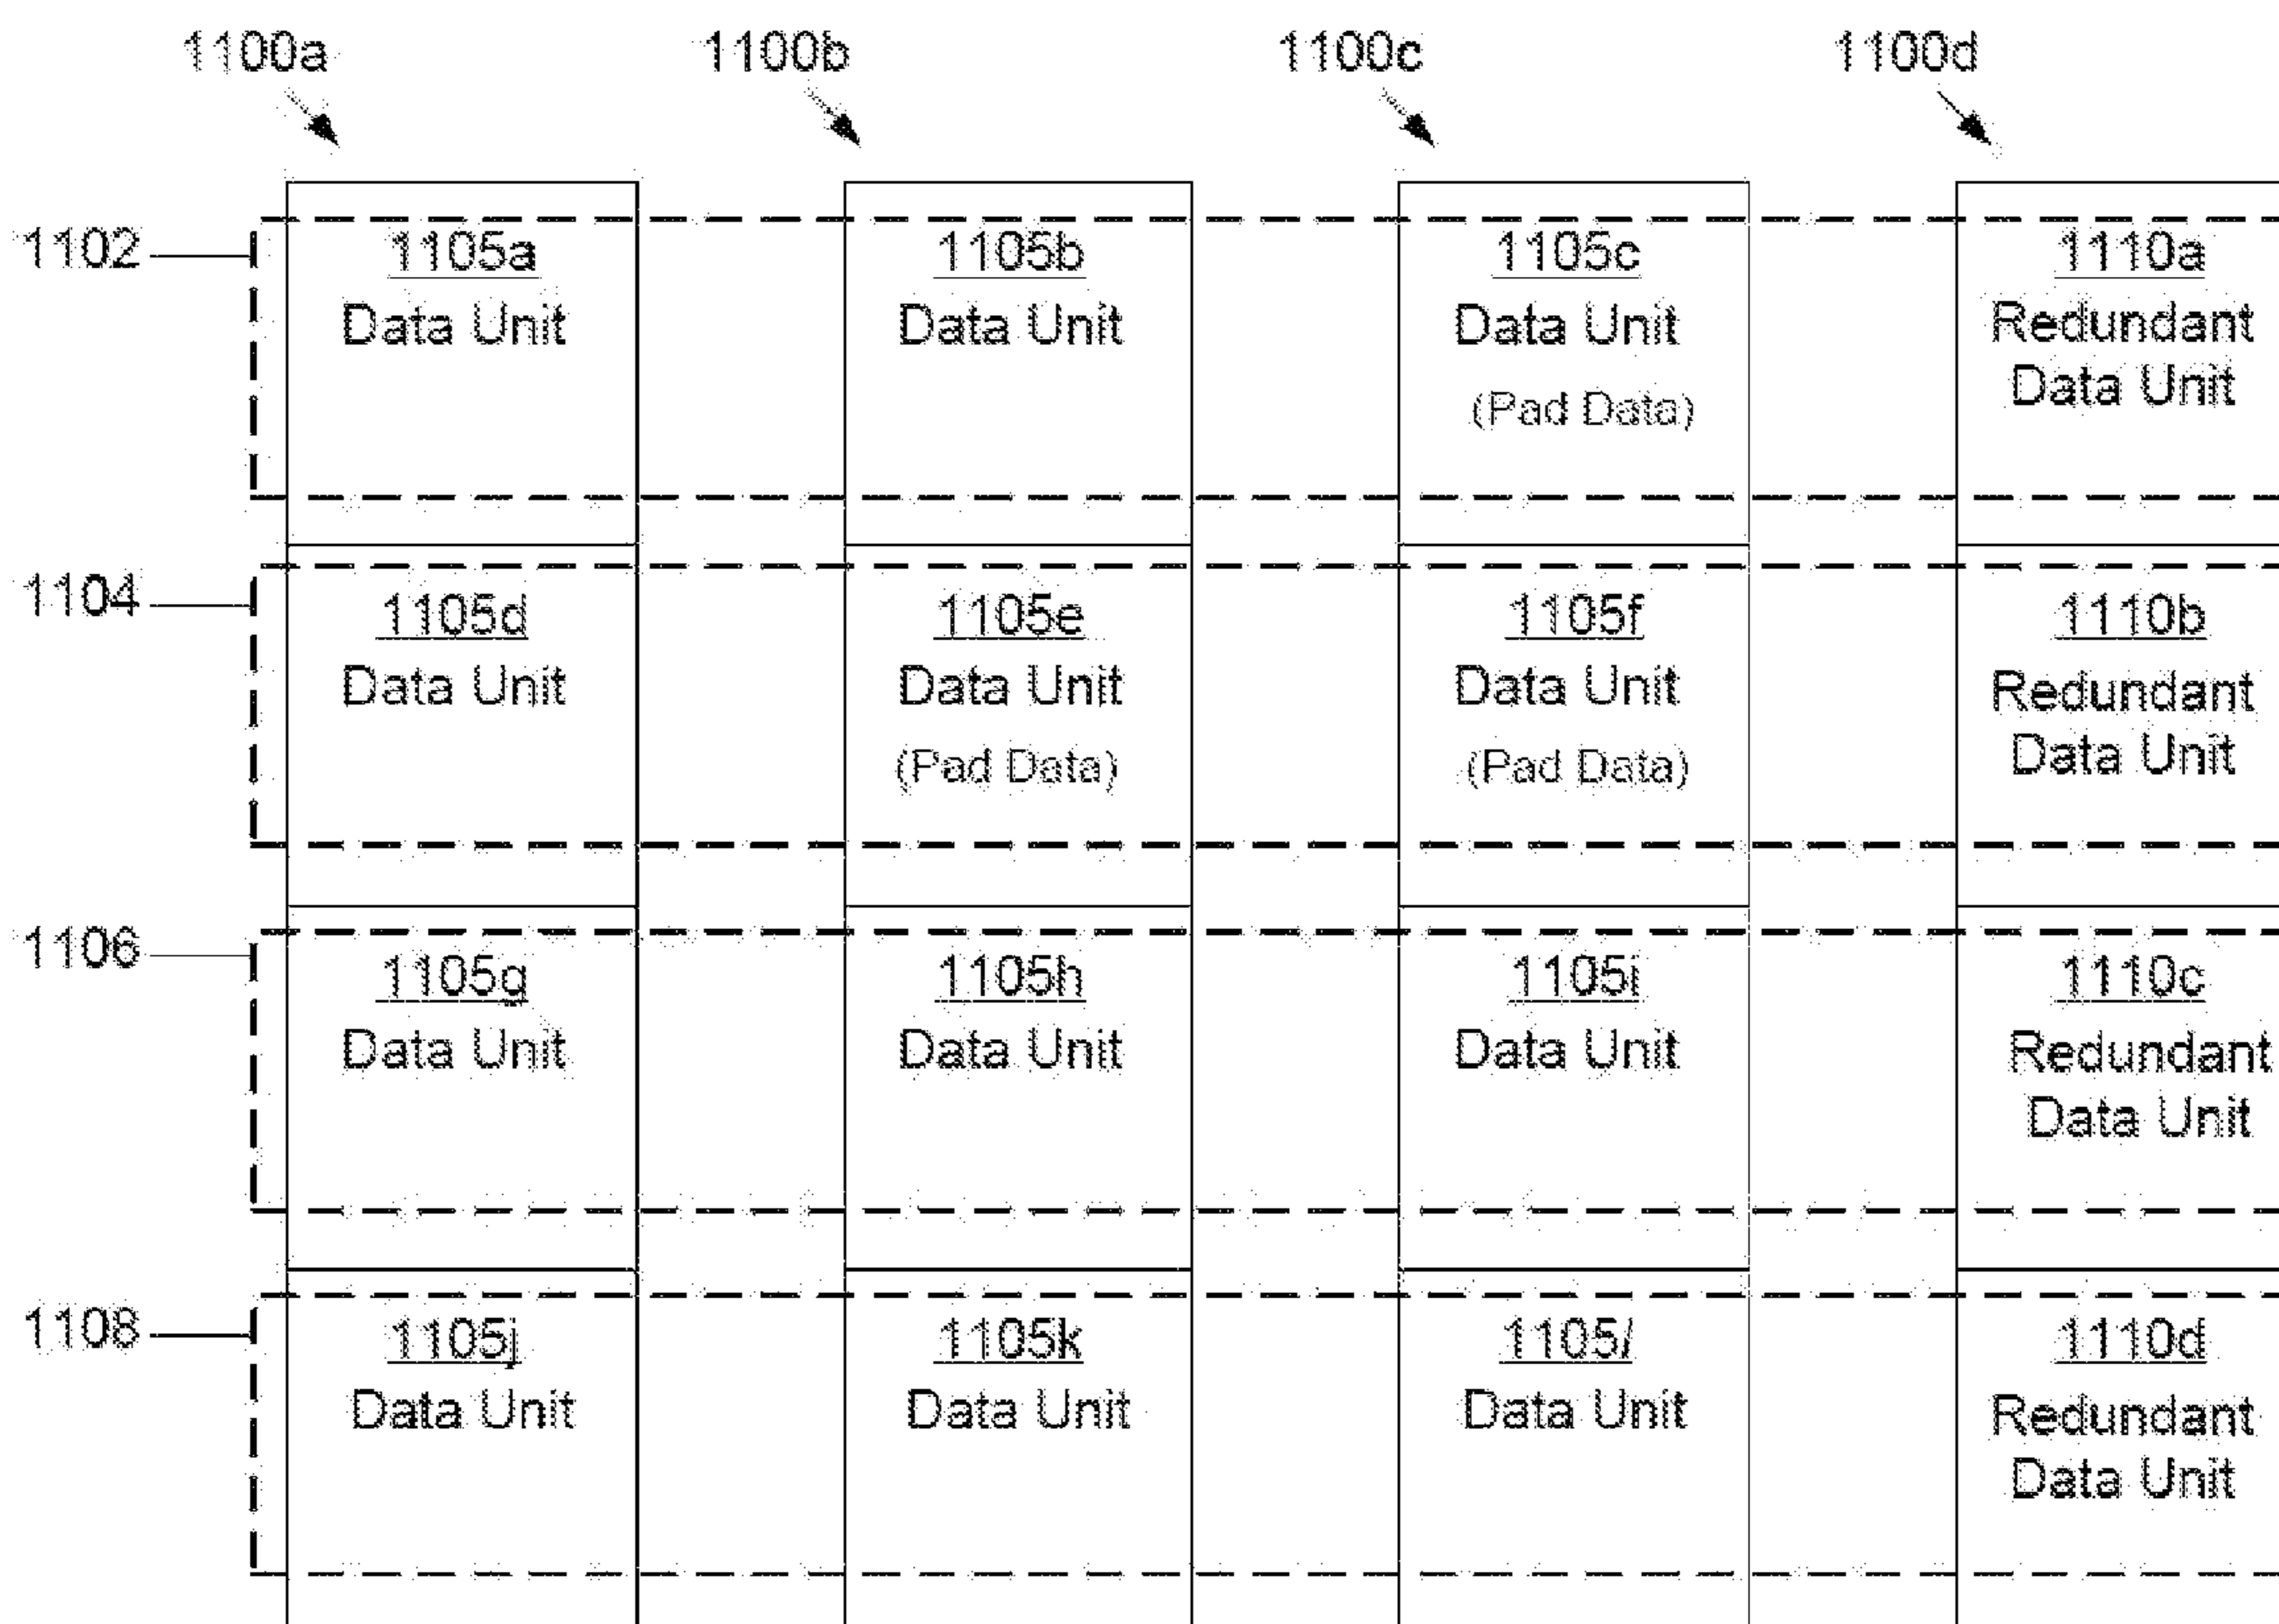 1100a 1100b 1100c 1100d
1102 1105a 1105b 1105c 1110a
Data Unit Data Unit Data Unit Redundant
(Pad Data) Data Unit
1104 1105d 1105e 1105f 1110b
Data Unit Data Unit Data Unit Redundant
(Pad Data) (Pad Data) Data Unit
1106 1105g 1105h 1105i 1110c
Data Unit Data Unit Data Unit Redundant
Data Unit
1108 1105j 1105k 1105l 1110d
Data Unit Data Unit Data Unit Redundant
Data Unit